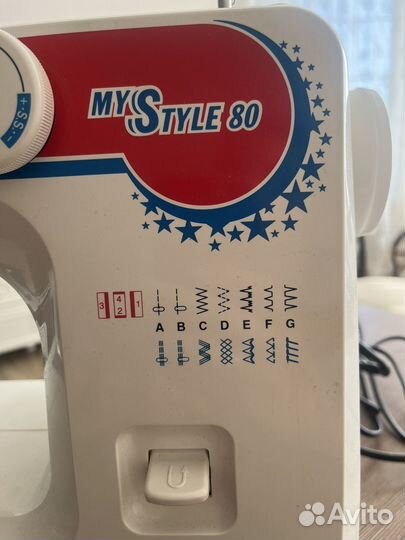 MY STYLE 80
+ · S.S. · −
4
3 1
2
A B C D E F G
Avito